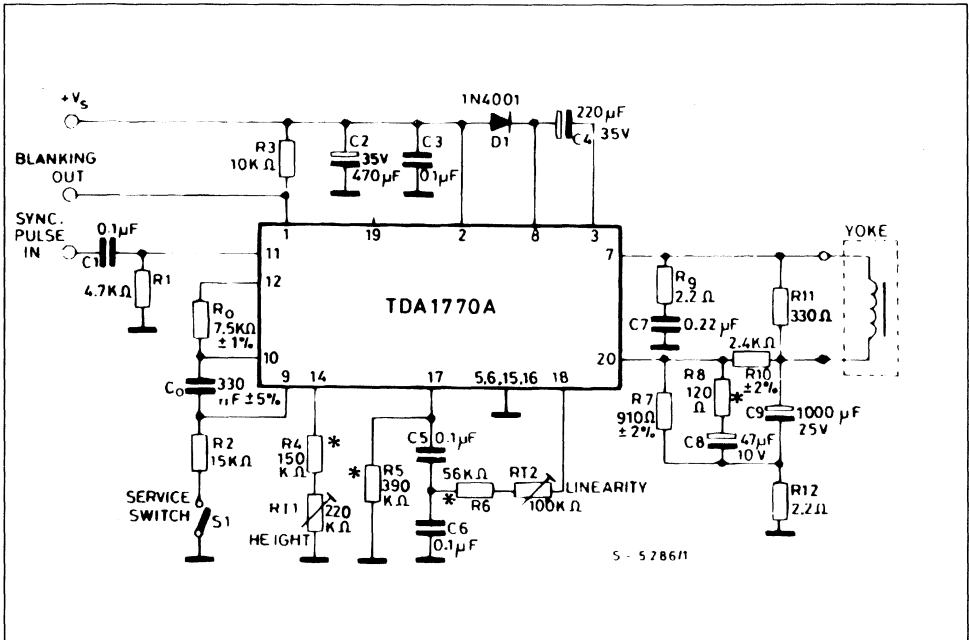 +Vs
BLANKING
OUT
SYNC.
PULSE
IN
0.1µF
C1
R1
4.7KΩ
R3
10KΩ
C2
35V
470µF
C3
0.1µF
1N4001
D1
220µF
C4 35V
1 19 2 8 3
11
12
10
9 14 17 5,6,15,16 18
7
20
TDA1770A
Ro
7.5KΩ
±1%
Co 330
nF ±5%
R2
15KΩ
SERVICE
SWITCH
S1
R4 *
150
KΩ
RT1
220
KΩ
HEIGHT
* R5
390
KΩ
C5 0.1µF
56KΩ
* R6
RT2
100KΩ
LINEARITY
C6
0.1µF
R9
2.2Ω
C7 0.22µF
2.4KΩ
R10
±2%
R11
330Ω
YOKE
R7
910Ω
±2%
R8
120
Ω *
C8
47µF
10V
C9 1000µF
25V
R12
2.2Ω
S - 5286/1